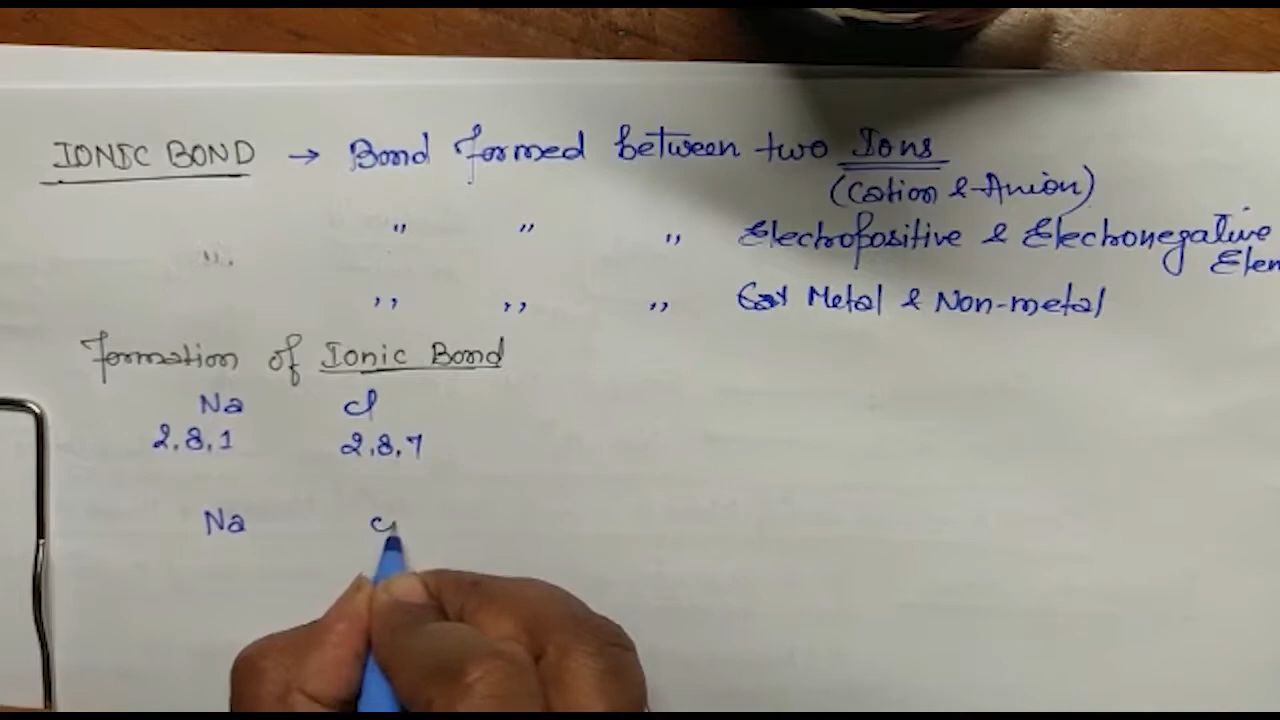 IONIC BOND → Bond formed between two Ions
(Cation & Anion)
" " " Electropositive & Electronegative
Elem
" " " Metal & Non-metal
Formation of Ionic Bond
Na Cl
2,8,1 2,8,7
Na C